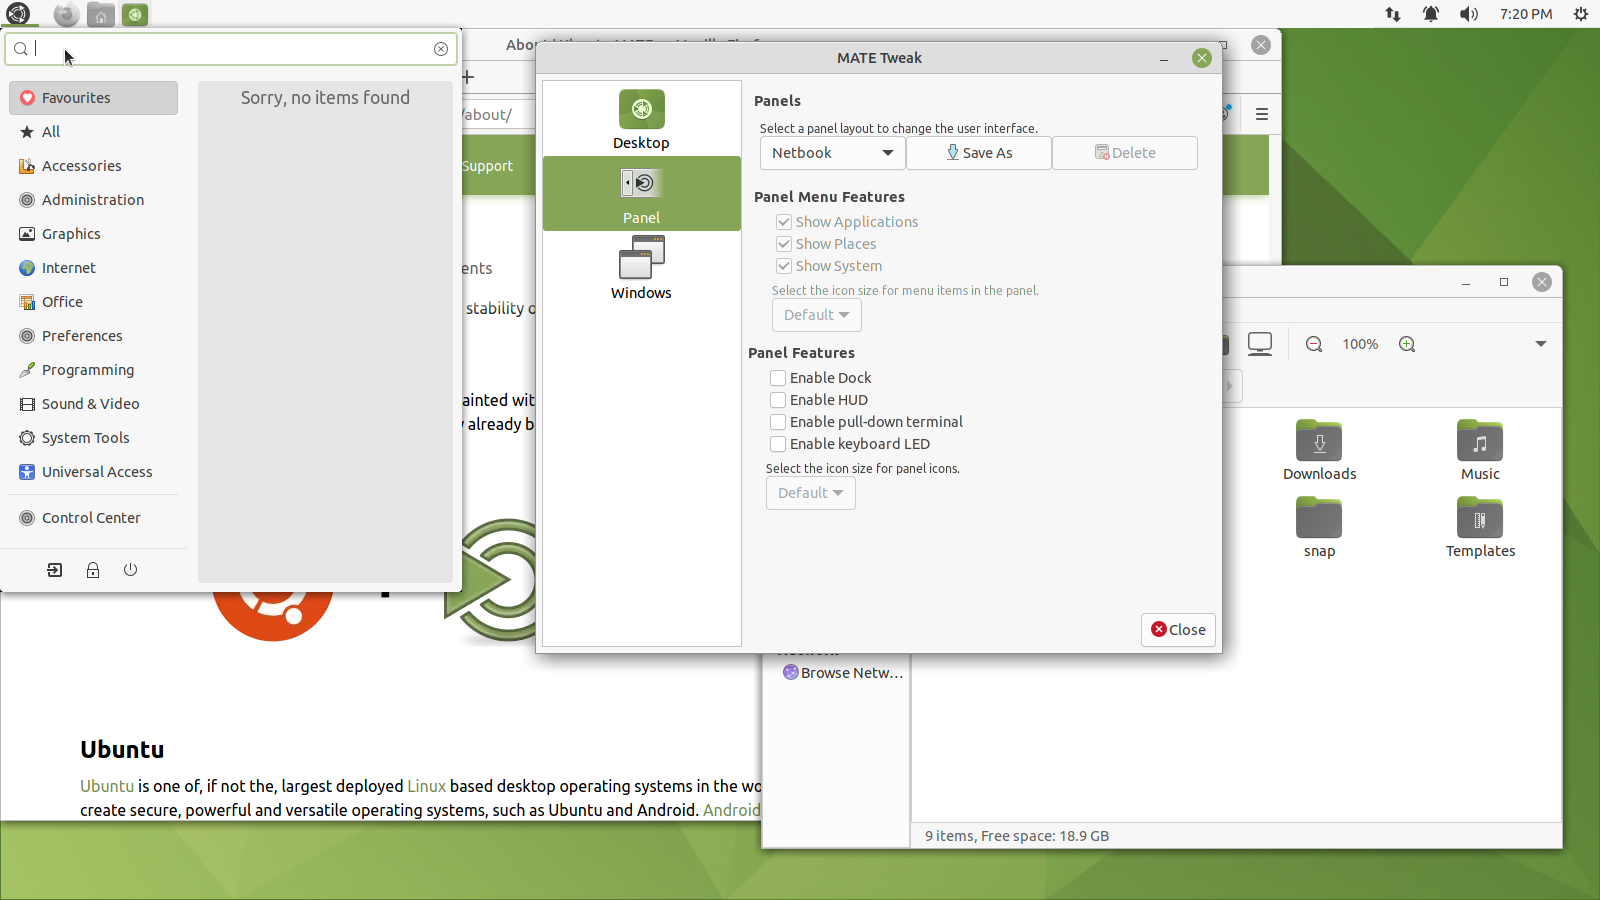 7:20 PM
Favourites
All
Accessories
Administration
Graphics
Internet
Office
Preferences
Programming
Sound & Video
System Tools
Universal Access
Control Center
Sorry, no items found
/about/
Support
ents
stability o
ainted wit
already b
Ubuntu
Ubuntu is one of, if not the, largest deployed Linux based desktop operating systems in the wo
create secure, powerful and versatile operating systems, such as Ubuntu and Android. Android
MATE Tweak
Desktop
Panel
Windows
Panels
Select a panel layout to change the user interface.
Netbook
Save As
Delete
Panel Menu Features
Show Applications
Show Places
Show System
Select the icon size for menu items in the panel.
Default
Panel Features
Enable Dock
Enable HUD
Enable pull-down terminal
Enable keyboard LED
Select the icon size for panel icons.
Default
Close
100%
Downloads
Music
snap
Templates
Browse Netw...
9 items, Free space: 18.9 GB